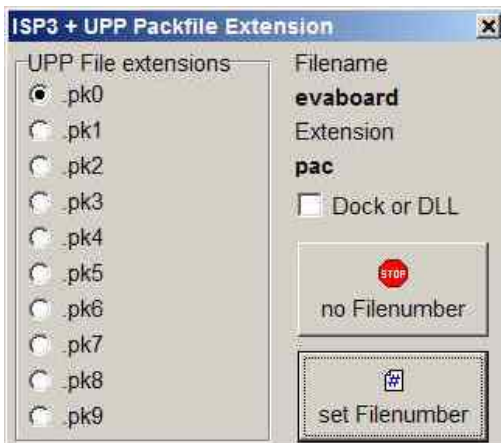 ISP3 + UPP Packfile Extension
UPP File extensions
.pk0
.pk1
.pk2
.pk3
.pk4
.pk5
.pk6
.pk7
.pk8
.pk9
Filename
evaboard
Extension
pac
Dock or DLL
STOP
no Filenumber
#
set Filenumber